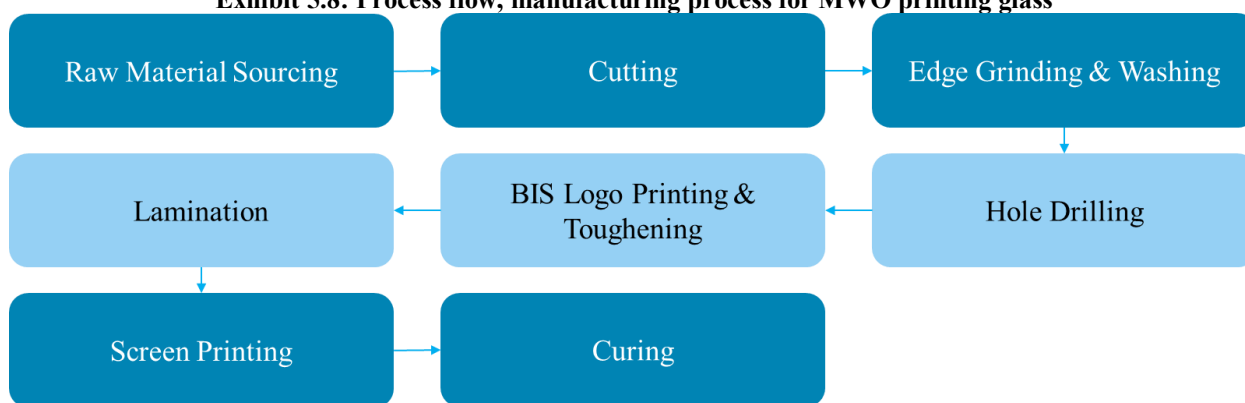 Exhibit 3.8: Process flow, manufacturing process for MWO printing glass
Raw Material Sourcing
Cutting
Edge Grinding & Washing
Lamination
BIS Logo Printing &
Toughening
Hole Drilling
Screen Printing
Curing